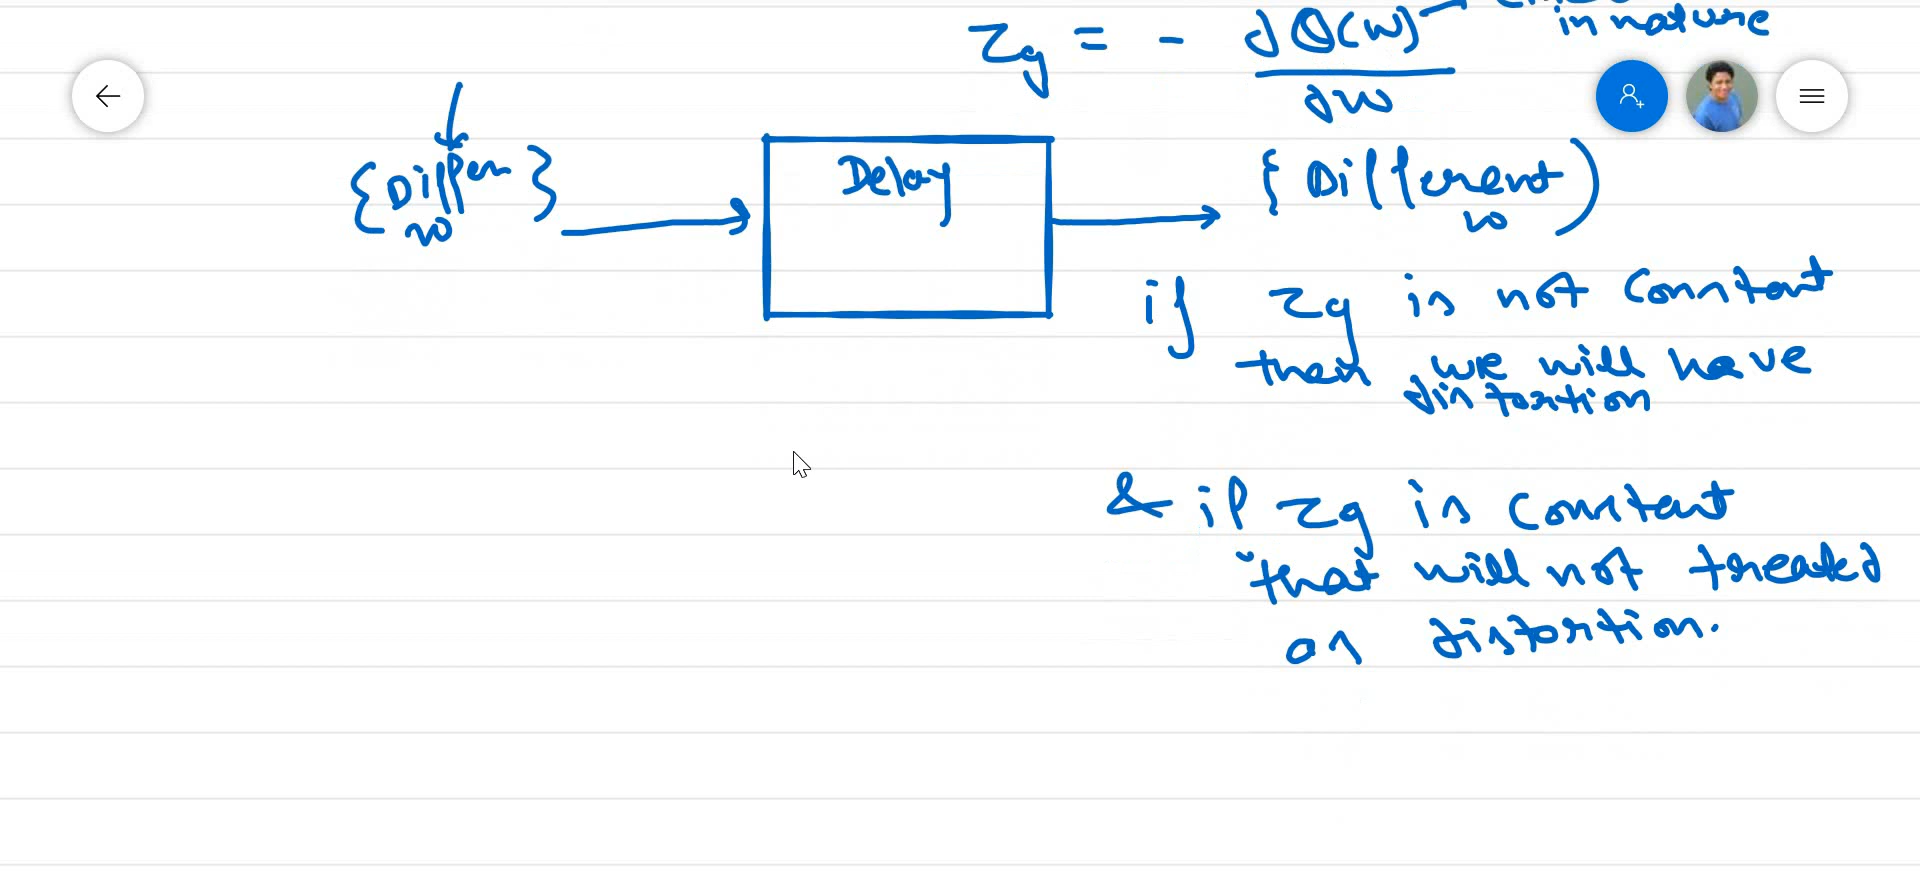 τg = - dθ(w)
dw
in nature
{Differn} w
Delay
{Different) w
if τg is not constant
then we will have
distortion
& if τg is constant
that will not treated
as distortion.